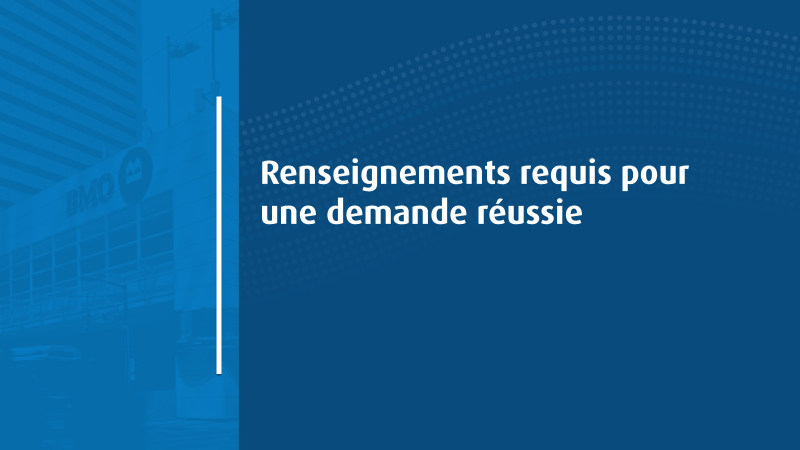 BMO
Renseignements requis pour
une demande réussie